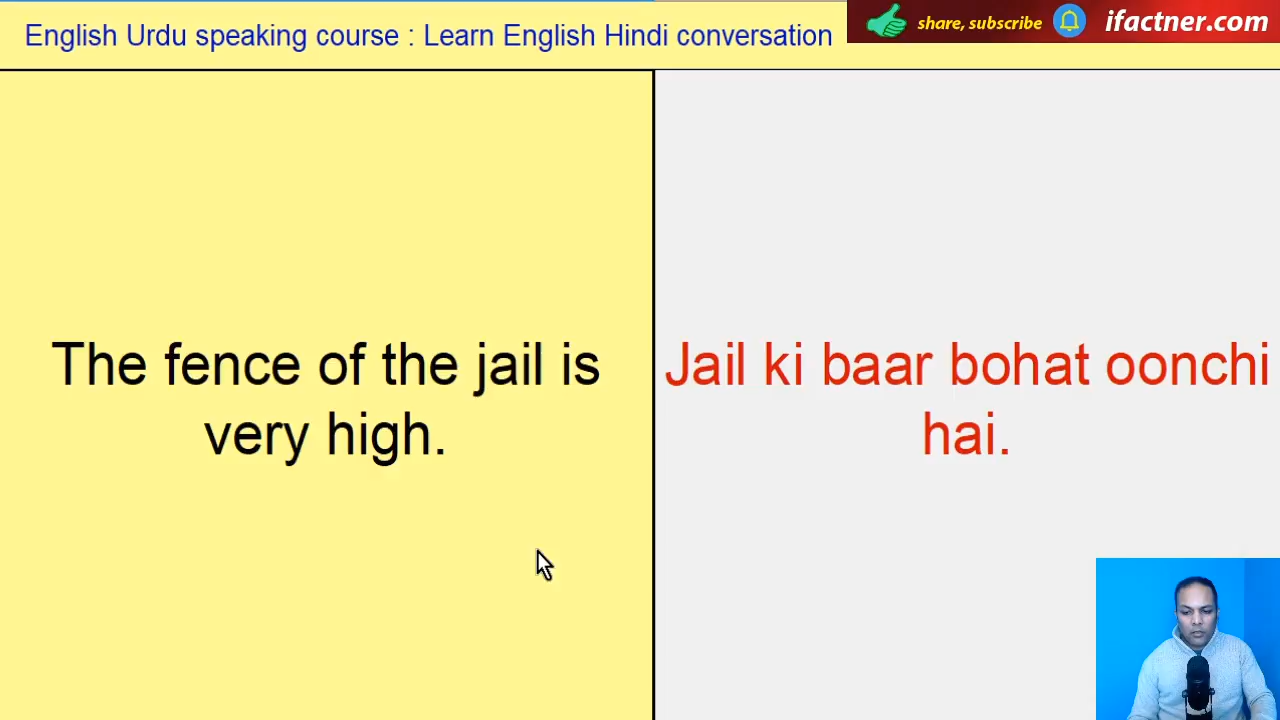 English Urdu speaking course : Learn English Hindi conversation
share, subscribe
ifactner.com
The fence of the jail is
very high.
Jail ki baar bohat oonchi
hai.